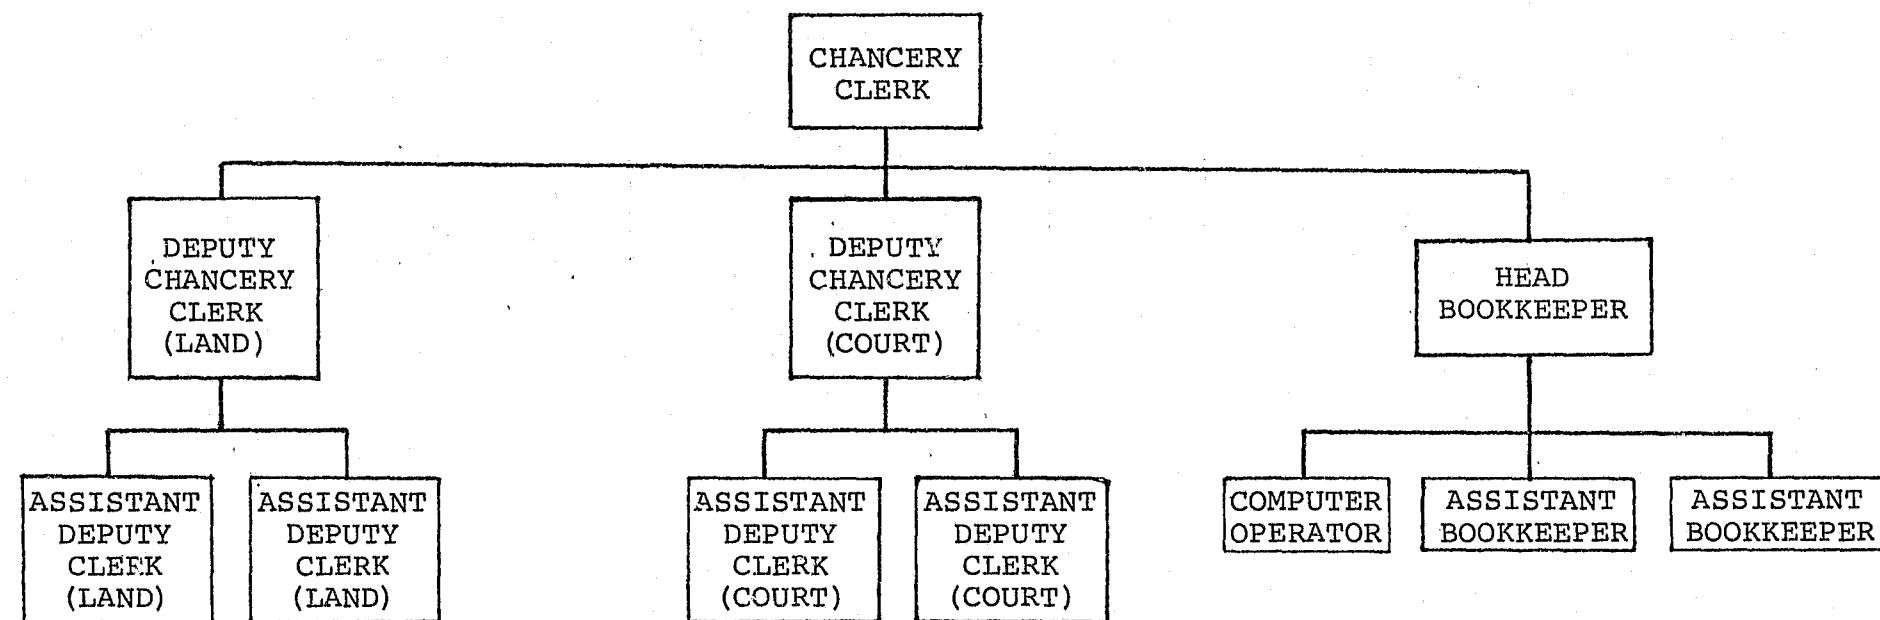 CHANCERY
CLERK
DEPUTY
CHANCERY
CLERK
(LAND)
DEPUTY
CHANCERY
CLERK
(COURT)
HEAD
BOOKKEEPER
ASSISTANT
DEPUTY
CLERK
(LAND)
ASSISTANT
DEPUTY
CLERK
(LAND)
ASSISTANT
DEPUTY
CLERK
(COURT)
ASSISTANT
DEPUTY
CLERK
(COURT)
COMPUTER
OPERATOR
ASSISTANT
BOOKKEEPER
ASSISTANT
BOOKKEEPER